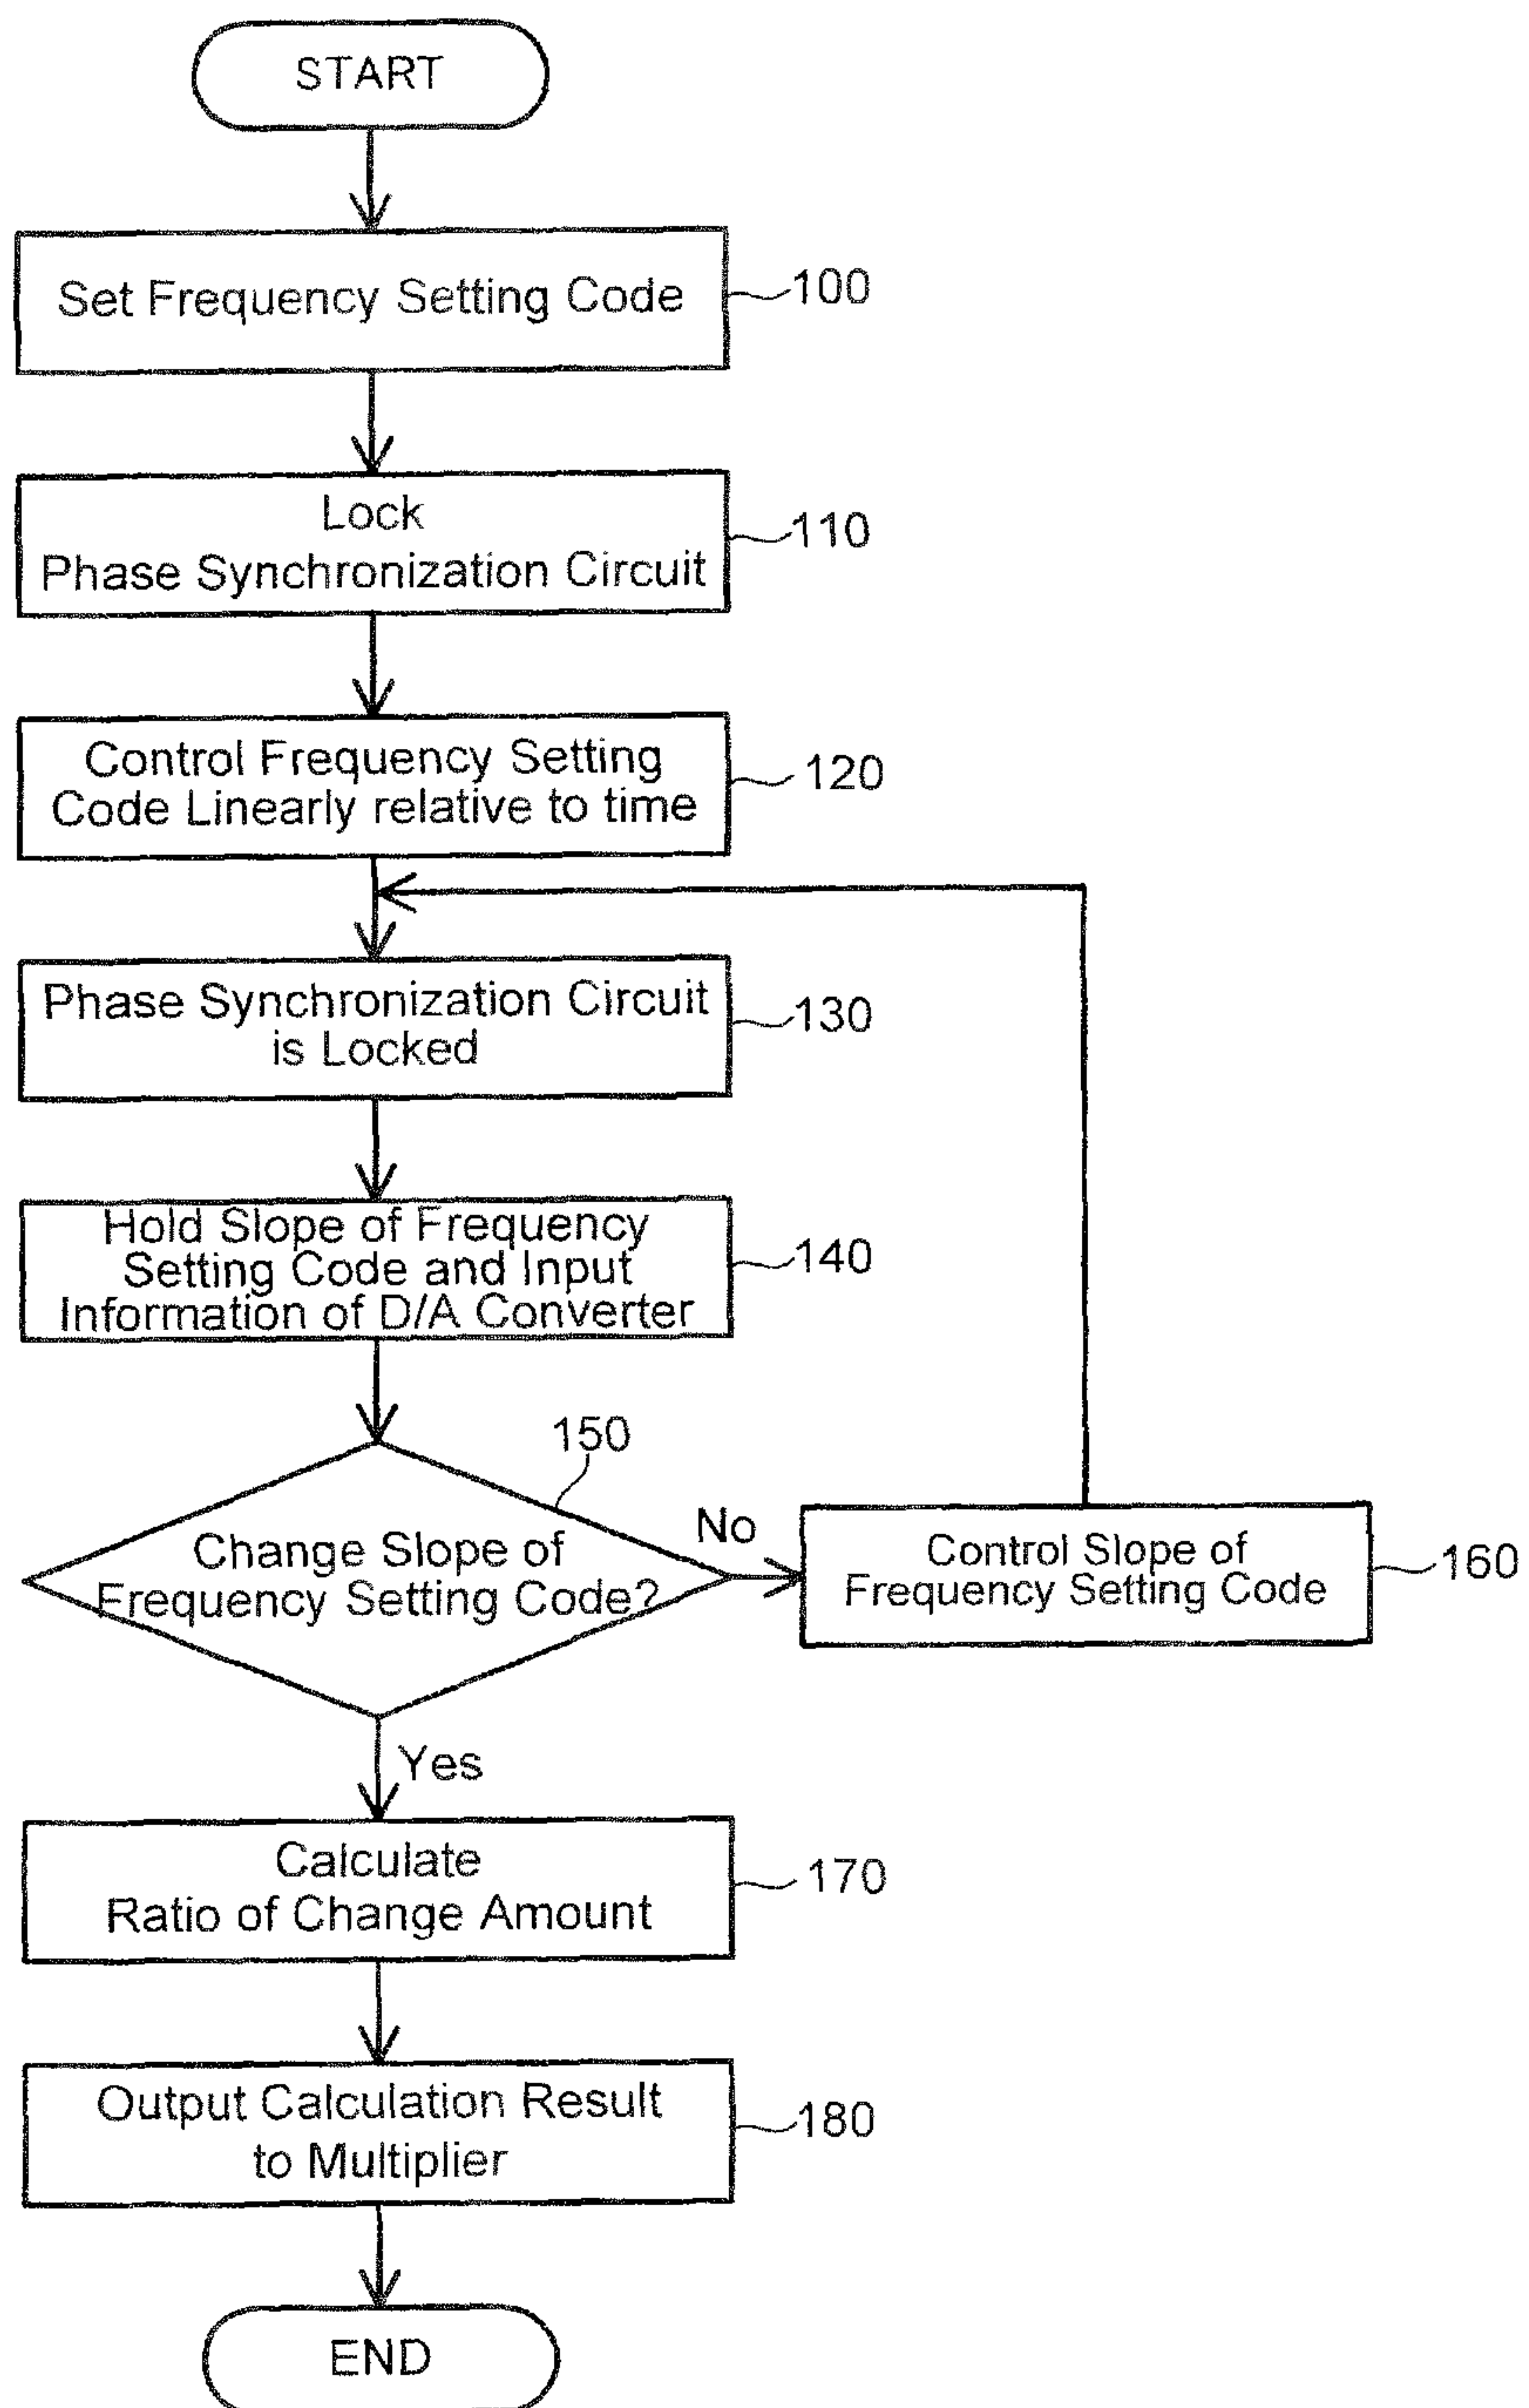 START
Set Frequency Setting Code
100
Lock
Phase Synchronization Circuit
110
Control Frequency Setting
Code Linearly relative to time
120
Phase Synchronization Circuit
is Locked
130
Hold Slope of Frequency
Setting Code and Input
Information of D/A Converter
140
150
Change Slope of
Frequency Setting Code?
No
Control Slope of
Frequency Setting Code
160
Yes
Calculate
Ratio of Change Amount
170
Output Calculation Result
to Multiplier
180
END